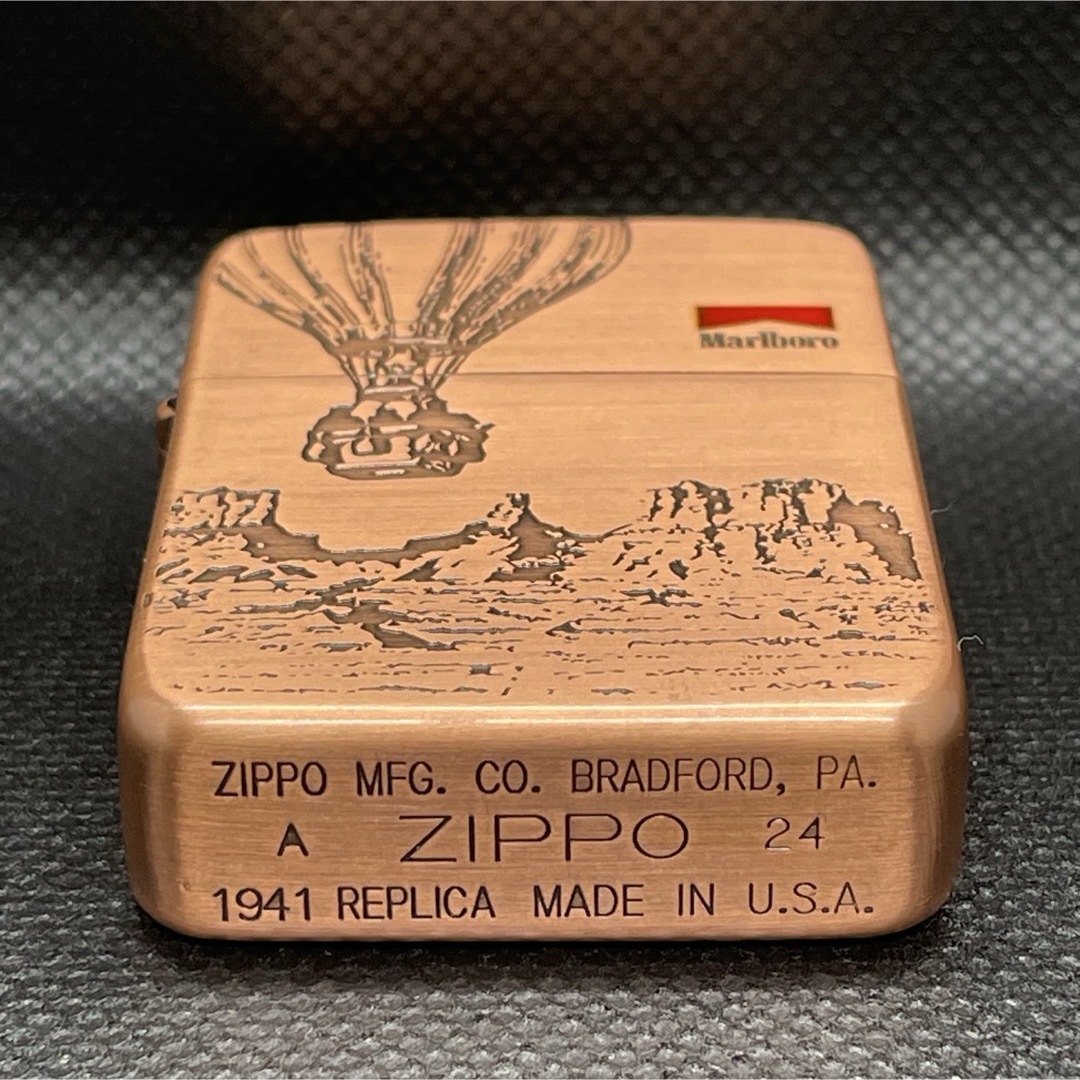 Marlboro
ZIPPO MFG. CO. BRADFORD, PA.
A ZIPPO 24
1941 REPLICA MADE IN U.S.A.